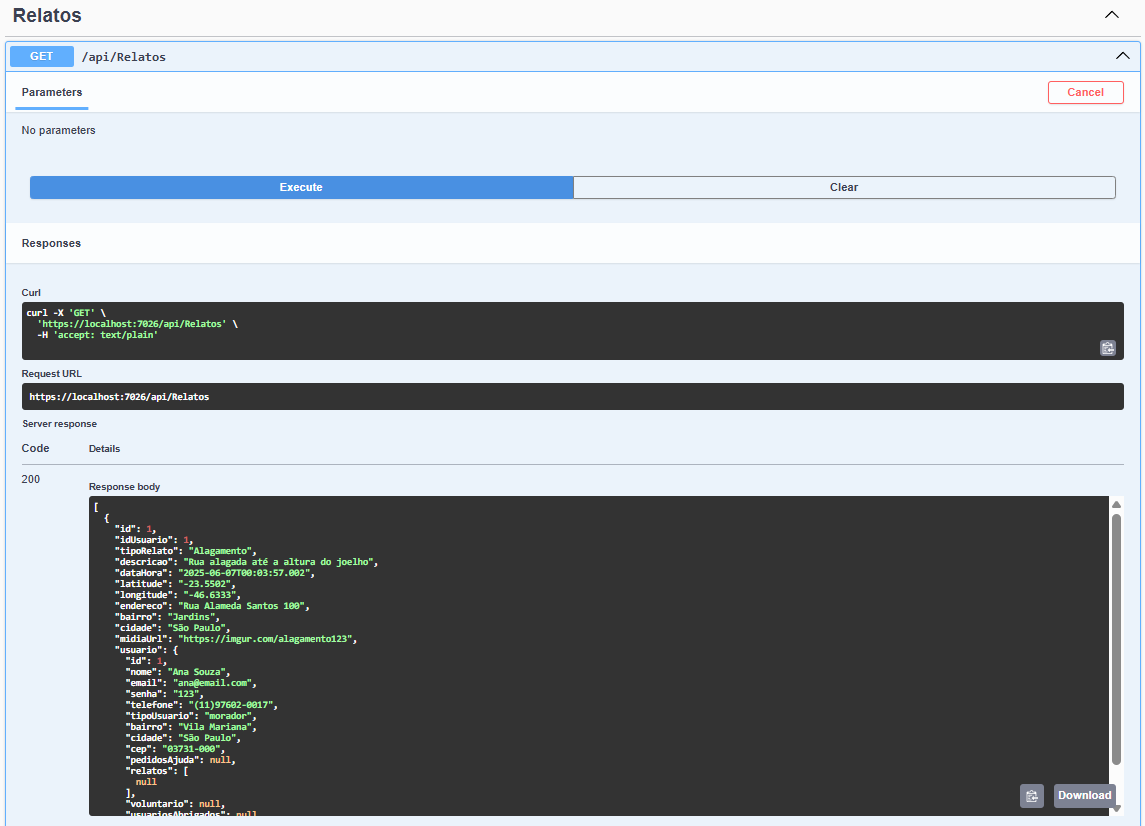 Relatos
GET /api/Relatos
Parameters
Cancel
No parameters
Execute
Clear
Responses
Curl
curl -X 'GET' \
  'https://localhost:7026/api/Relatos' \
  -H 'accept: text/plain'
Request URL
https://localhost:7026/api/Relatos
Server response
Code Details
200
Response body
[
  {
    "id": 1,
    "idUsuario": 1,
    "tipoRelato": "Alagamento",
    "descricao": "Rua alagada até a altura do joelho",
    "dataHora": "2025-06-07T00:03:57.002",
    "latitude": "-23.5502",
    "longitude": "-46.6333",
    "endereco": "Rua Alameda Santos 100",
    "bairro": "Jardins",
    "cidade": "São Paulo",
    "midiaUrl": "https://imgur.com/alagamento123",
    "usuario": {
      "id": 1,
      "nome": "Ana Souza",
      "email": "ana@email.com",
      "senha": "123",
      "telefone": "(11)97602-0017",
      "tipoUsuario": "morador",
      "bairro": "Vila Mariana",
      "cidade": "São Paulo",
      "cep": "03731-000",
      "pedidosAjuda": null,
      "relatos": [
        null
      ],
      "voluntario": null,
      "usuariosAbrigados": null
Download